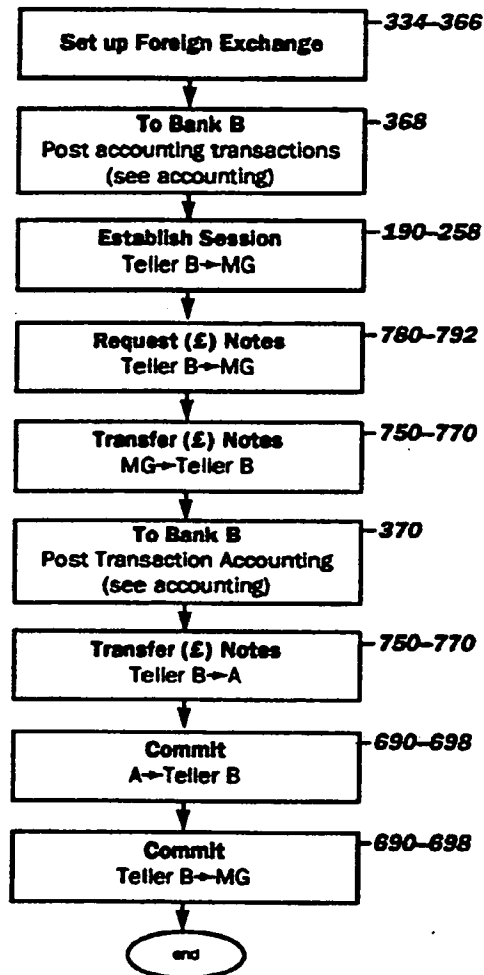 Set up Foreign Exchange
334–366
To Bank B
Post accounting transactions
(see accounting)
368
Establish Session
Teller B→MG
190–258
Request (£) Notes
Teller B→MG
780–792
Transfer (£) Notes
MG→Teller B
750–770
To Bank B
Post Transaction Accounting
(see accounting)
370
Transfer (£) Notes
Teller B→A
750–770
Commit
A→Teller B
690–698
Commit
Teller B→MG
690–698
end